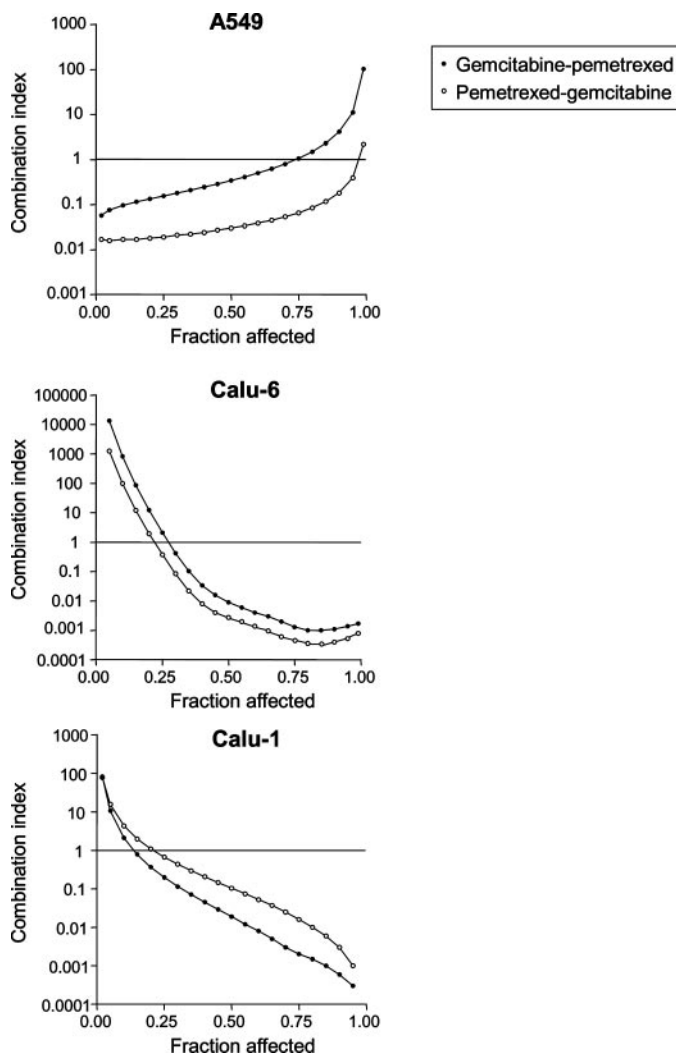 A549
Gemcitabine-pemetrexed
Pemetrexed-gemcitabine
Combination index
1000
100
10
1
0.1
0.01
0.001
0.00 0.25 0.50 0.75 1.00
Fraction affected
Calu-6
Combination index
100000
10000
1000
100
10
1
0.1
0.01
0.001
0.0001
0.00 0.25 0.50 0.75 1.00
Fraction affected
Calu-1
Combination index
1000
100
10
1
0.1
0.01
0.001
0.0001
0.00 0.25 0.50 0.75 1.00
Fraction affected